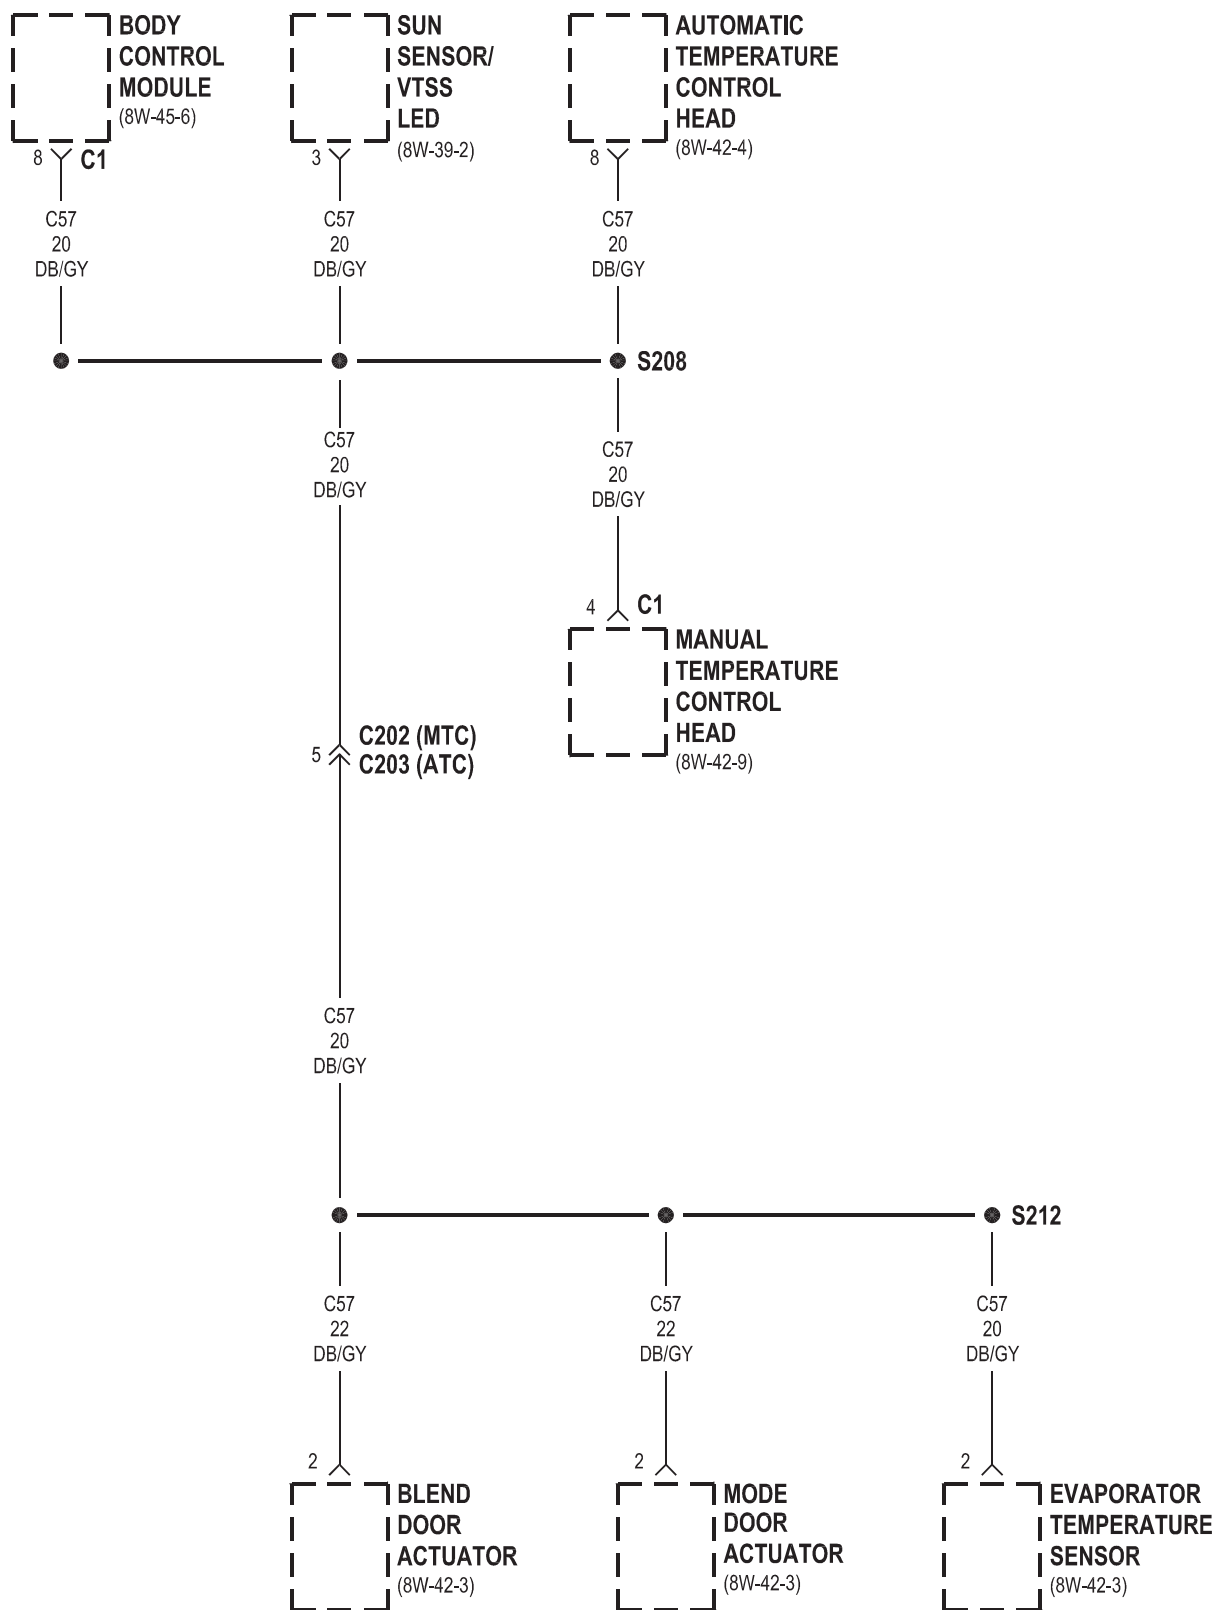 BODY
CONTROL
MODULE
(8W-45-6)
8
C1
SUN
SENSOR/
VTSS
LED
(8W-39-2)
3
AUTOMATIC
TEMPERATURE
CONTROL
HEAD
(8W-42-4)
8
C57
20
DB/GY
C57
20
DB/GY
C57
20
DB/GY
S208
C57
20
DB/GY
C57
20
DB/GY
4
C1
MANUAL
TEMPERATURE
CONTROL
HEAD
(8W-42-9)
5
C202 (MTC)
C203 (ATC)
C57
20
DB/GY
S212
C57
22
DB/GY
C57
22
DB/GY
C57
20
DB/GY
2
BLEND
DOOR
ACTUATOR
(8W-42-3)
2
MODE
DOOR
ACTUATOR
(8W-42-3)
2
EVAPORATOR
TEMPERATURE
SENSOR
(8W-42-3)